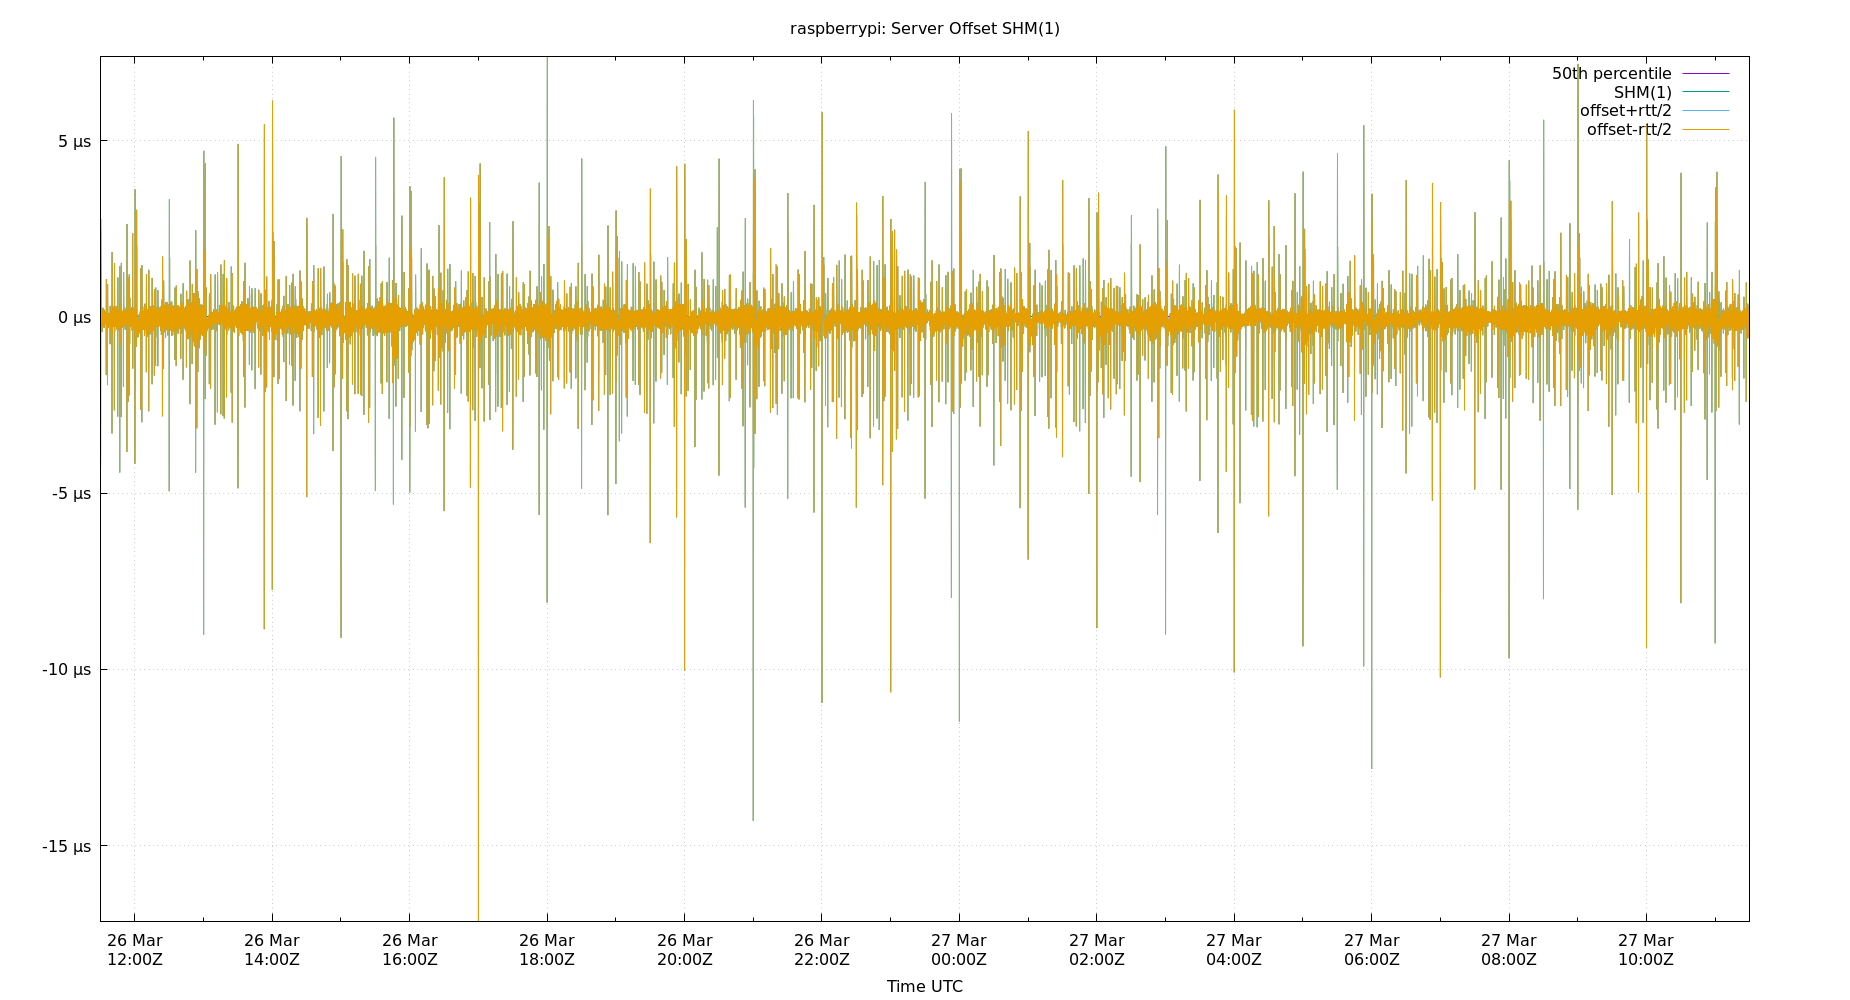 raspberrypi: Server Offset SHM(1)
50th percentile
SHM(1)
offset+rtt/2
offset-rtt/2
5 µs
0 µs
-5 µs
-10 µs
-15 µs
26 Mar 26 Mar 26 Mar 26 Mar 26 Mar 26 Mar 27 Mar 27 Mar 27 Mar 27 Mar 27 Mar 27 Mar
12:00Z 14:00Z 16:00Z 18:00Z 20:00Z 22:00Z 00:00Z 02:00Z 04:00Z 06:00Z 08:00Z 10:00Z
Time UTC